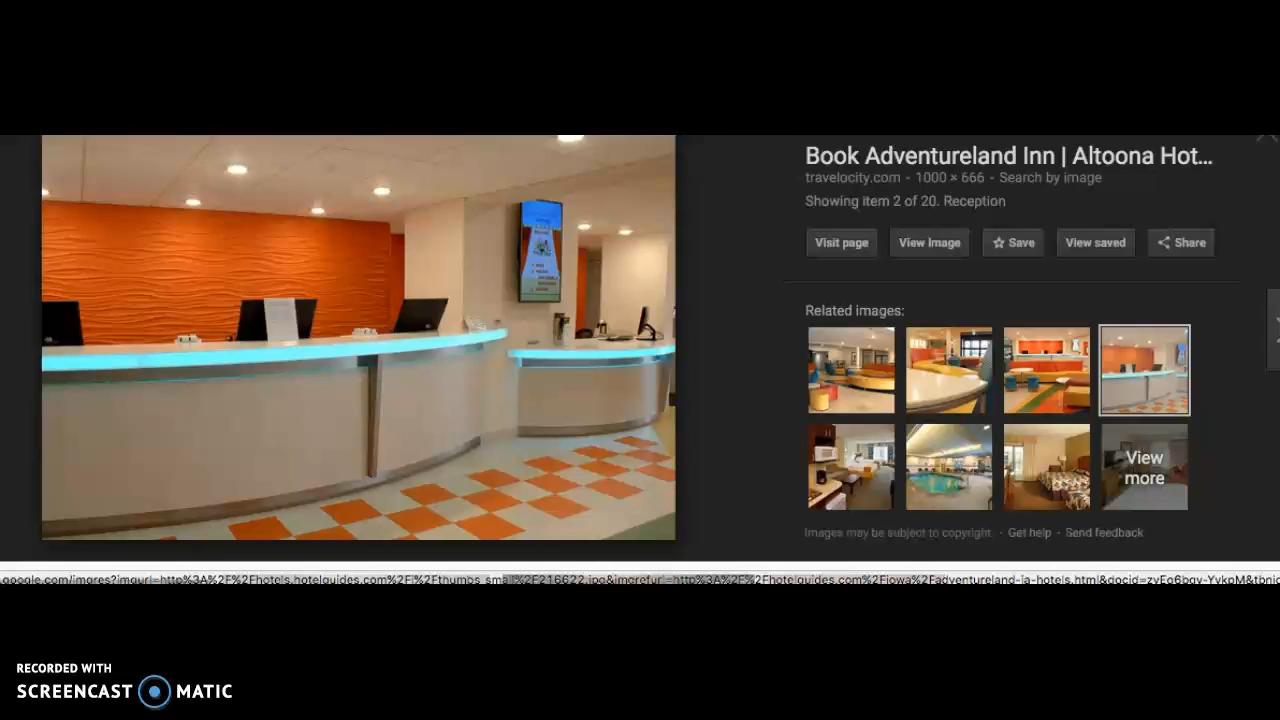 Book Adventureland Inn | Altoona Hot...
travelocity.com - 1000 × 666 - Search by image
Showing item 2 of 20. Reception
Visit page
View Image
Save
View saved
Share
Related images:
View
more
Images may be subject to copyright. - Get help - Send feedback
RECORDED WITH
SCREENCAST MATIC